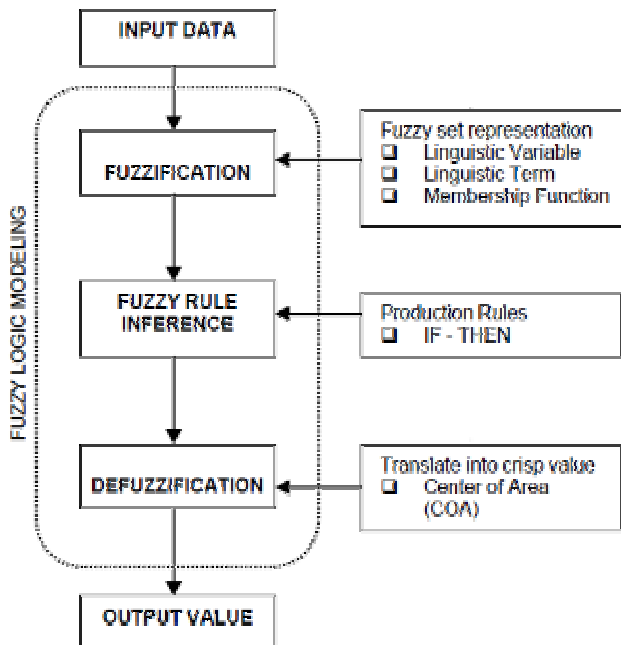 INPUT DATA
FUZZY LOGIC MODELING
FUZZIFICATION
Fuzzy set representation
❑ Linguistic Variable
❑ Linguistic Term
❑ Membership Function
FUZZY RULE
INFERENCE
Production Rules
❑ IF - THEN
DEFUZZIFICATION
Translate into crisp value
❑ Center of Area
(COA)
OUTPUT VALUE